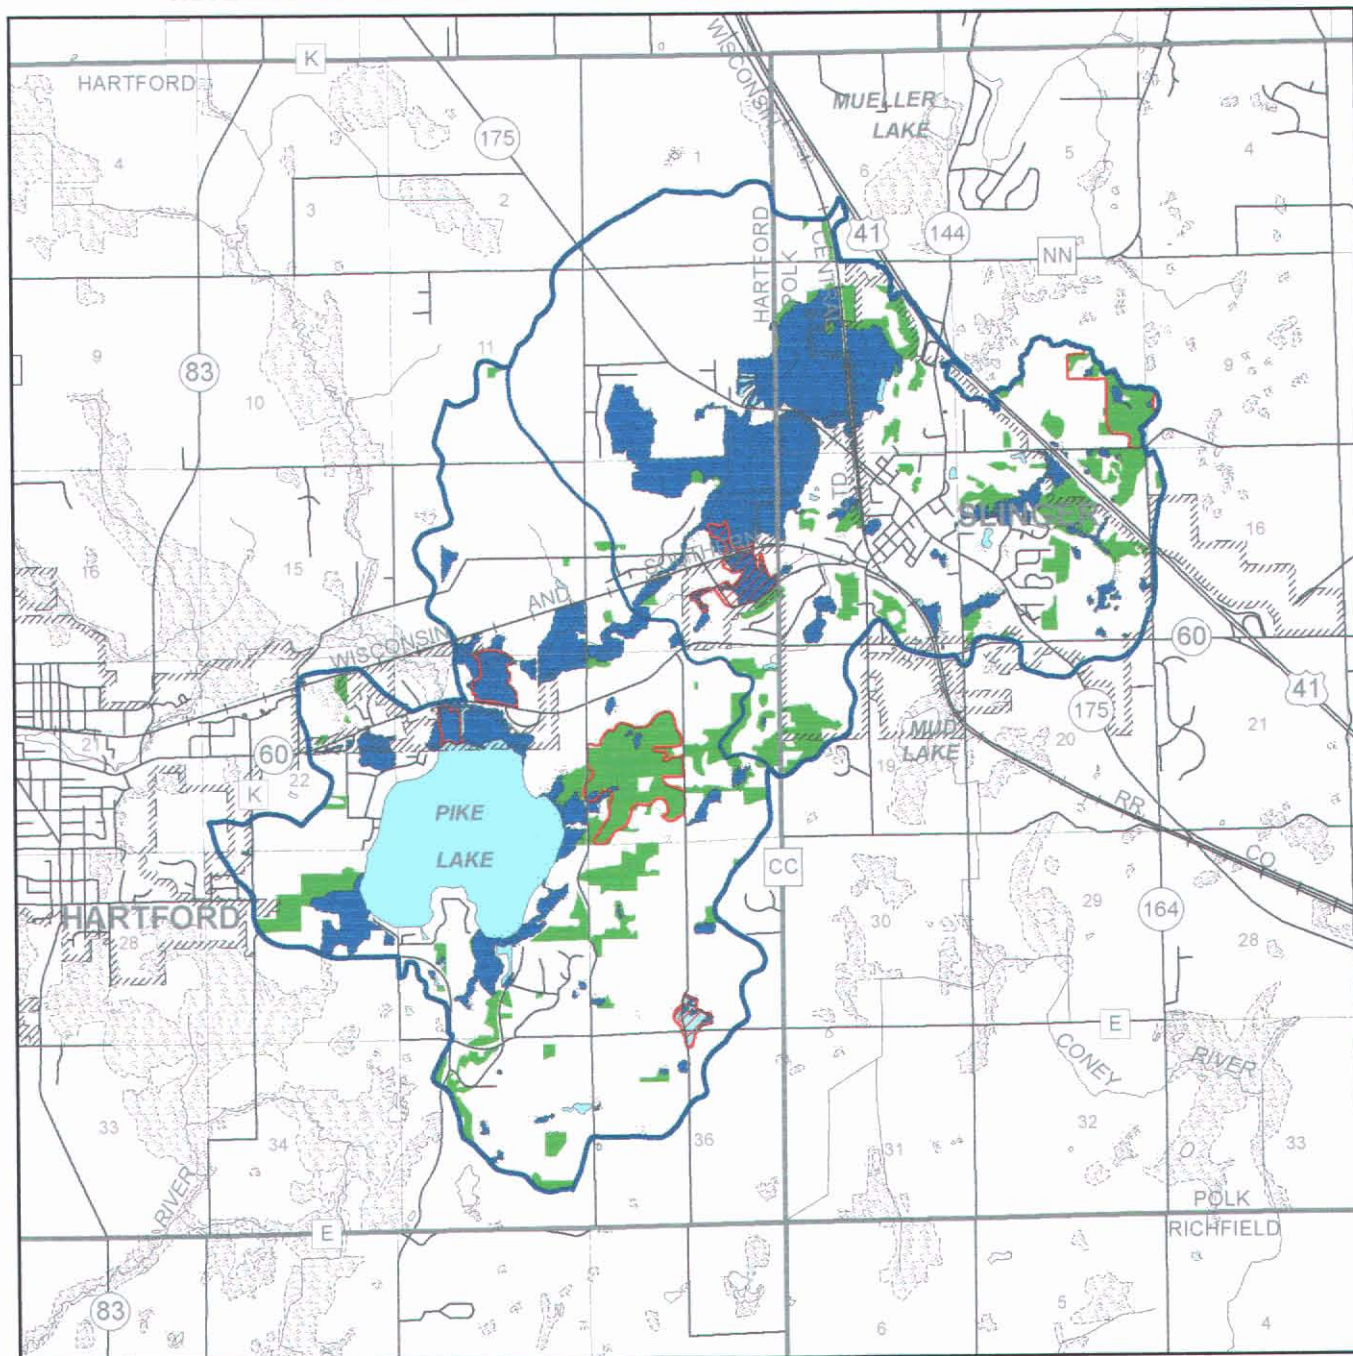 K
HARTFORD
WISCONSIN
MUELLER
LAKE
175
4
1
6
5
4
3
2
HARTFORD
POLK
CENTRAL
41
144
NN
11
9
83
10
9
TD
SLINGER
16
SOUTHERN
16
15
AND
WISCONSIN
60
41
175
21
60
22
K
MUD
LAKE
19
20
21
PIKE
LAKE
RR
CO
CC
HARTFORD
28
30
29
164
28
E
CONEY
RIVER
33
34
36
31
32
33
RIVER
POLK
RICHFIELD
E
83
6
5
4